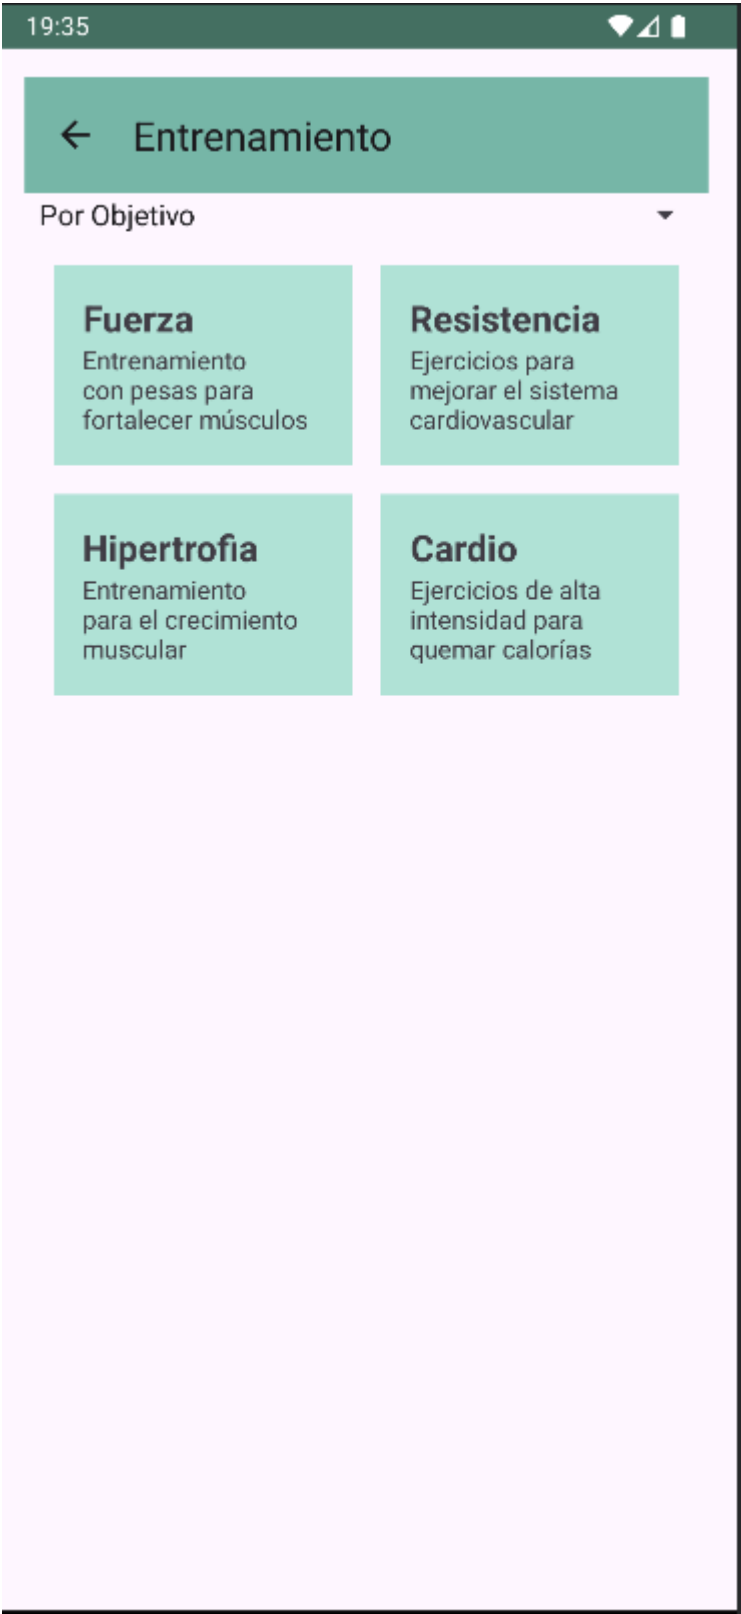 19:35
Entrenamiento
Por Objetivo
Fuerza
Entrenamiento
con pesas para
fortalecer músculos
Resistencia
Ejercicios para
mejorar el sistema
cardiovascular
Hipertrofia
Entrenamiento
para el crecimiento
muscular
Cardio
Ejercicios de alta
intensidad para
quemar calorías